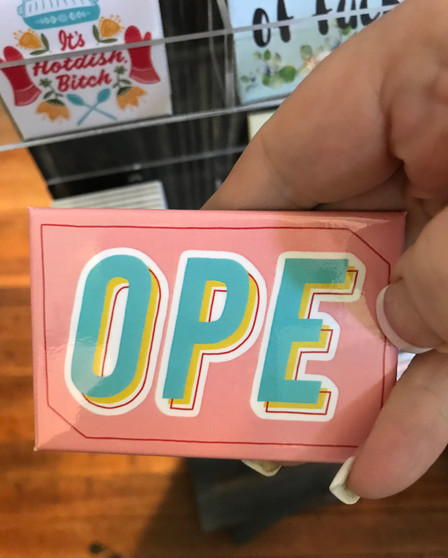 It's
Hotdish,
Bitch
OPE